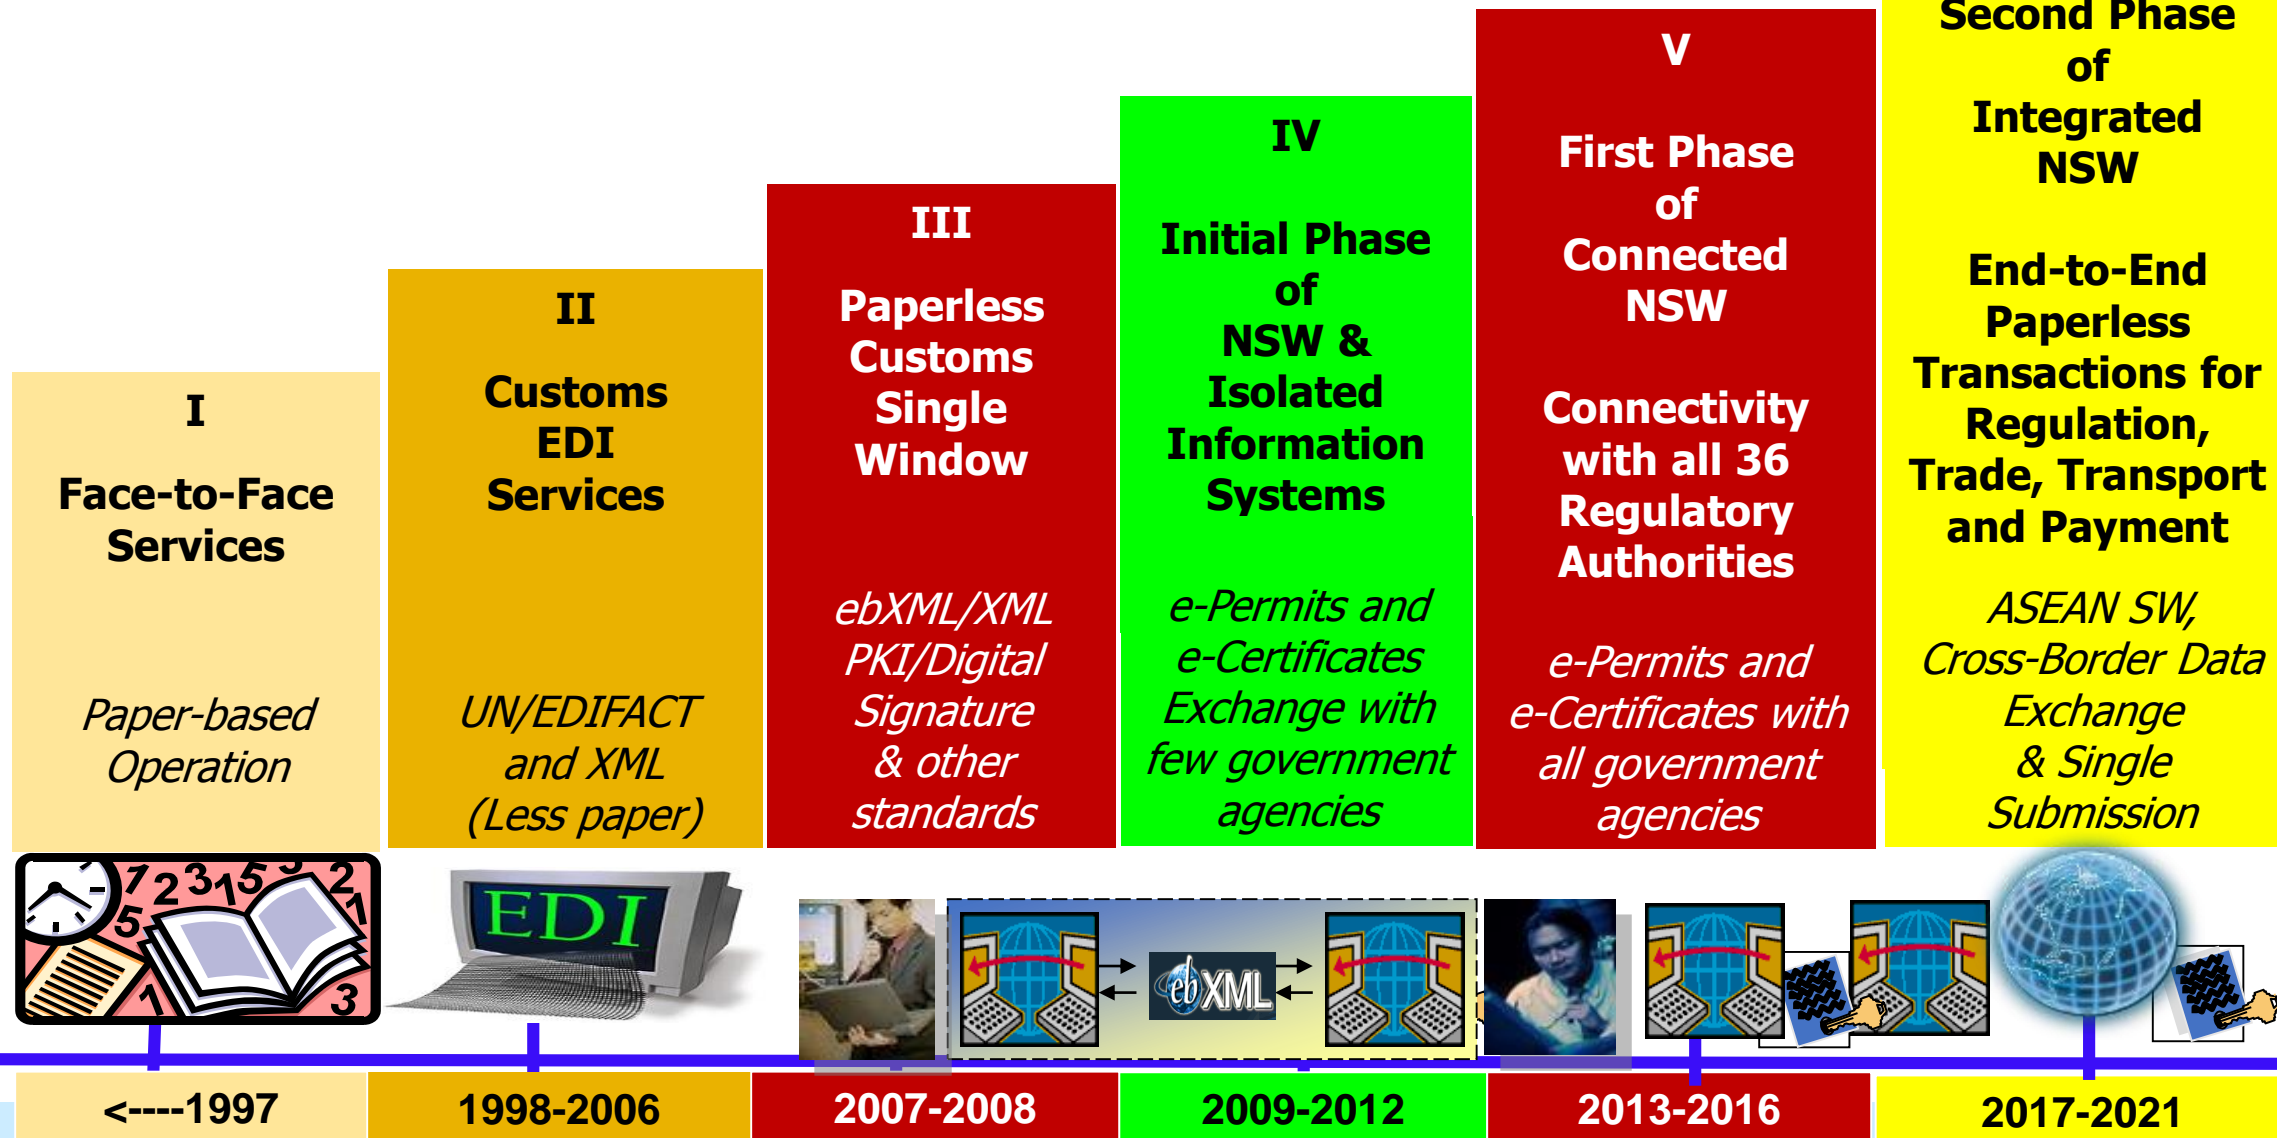 I
Face-to-Face
Services
Paper-based
Operation
II
Customs
EDI
Services
UN/EDIFACT
and XML
(Less paper)
III
Paperless
Customs
Single
Window
ebXML/XML
PKI/Digital
Signature
& other
standards
IV
Initial Phase
of
NSW &
Isolated
Information
Systems
e-Permits and
e-Certificates
Exchange with
few government
agencies
V
First Phase
of
Connected
NSW
Connectivity
with all 36
Regulatory
Authorities
e-Permits and
e-Certificates with
all government
agencies
Second Phase
of
Integrated
NSW
End-to-End
Paperless
Transactions for
Regulation,
Trade, Transport
and Payment
ASEAN SW,
Cross-Border Data
Exchange
& Single
Submission
EDI
ebXML
<----1997
1998-2006
2007-2008
2009-2012
2013-2016
2017-2021